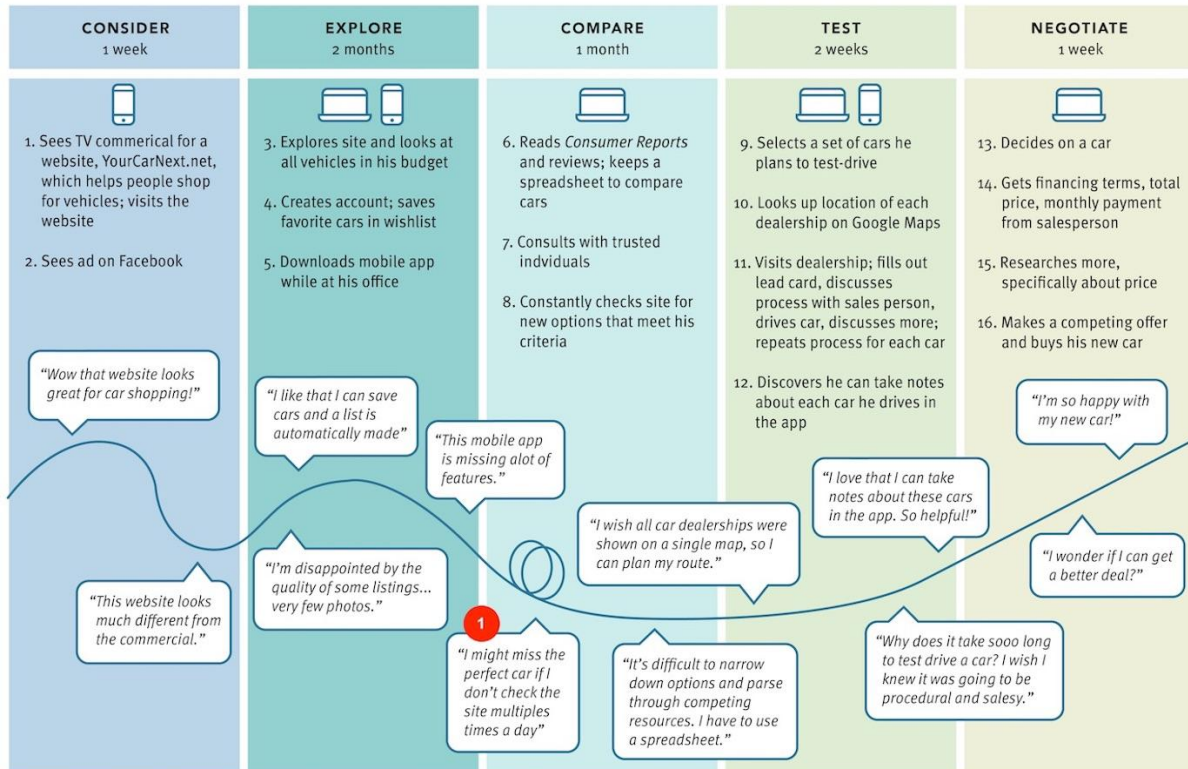 CONSIDER
1 week
EXPLORE
2 months
COMPARE
1 month
TEST
2 weeks
NEGOTIATE
1 week
1. Sees TV commerical for a
website, YourCarNext.net,
which helps people shop
for vehicles; visits the
website
2. Sees ad on Facebook
3. Explores site and looks at
all vehicles in his budget
4. Creates account; saves
favorite cars in wishlist
5. Downloads mobile app
while at his office
6. Reads Consumer Reports
and reviews; keeps a
spreadsheet to compare
cars
7. Consults with trusted
indviduals
8. Constantly checks site for
new options that meet his
criteria
9. Selects a set of cars he
plans to test-drive
10. Looks up location of each
dealership on Google Maps
11. Visits dealership; fills out
lead card, discusses
process with sales person,
drives car, discusses more;
repeats process for each car
12. Discovers he can take notes
about each car he drives in
the app
13. Decides on a car
14. Gets financing terms, total
price, monthly payment
from salesperson
15. Researches more,
specifically about price
16. Makes a competing offer
and buys his new car
“Wow that website looks
great for car shopping!”
“This website looks
much different from
the commercial.”
“I like that I can save
cars and a list is
automatically made”
“I’m disappointed by the
quality of some listings...
very few photos.”
“This mobile app
is missing alot of
features.”
1
“I might miss the
perfect car if I
don’t check the
site multiples
times a day”
“I wish all car dealerships were
shown on a single map, so I
can plan my route.”
“It’s difficult to narrow
down options and parse
through competing
resources. I have to use
a spreadsheet.”
“I love that I can take
notes about these cars
in the app. So helpful!”
“Why does it take sooo long
to test drive a car? I wish I
knew it was going to be
procedural and salesy.”
“I’m so happy with
my new car!”
“I wonder if I can get
a better deal?”